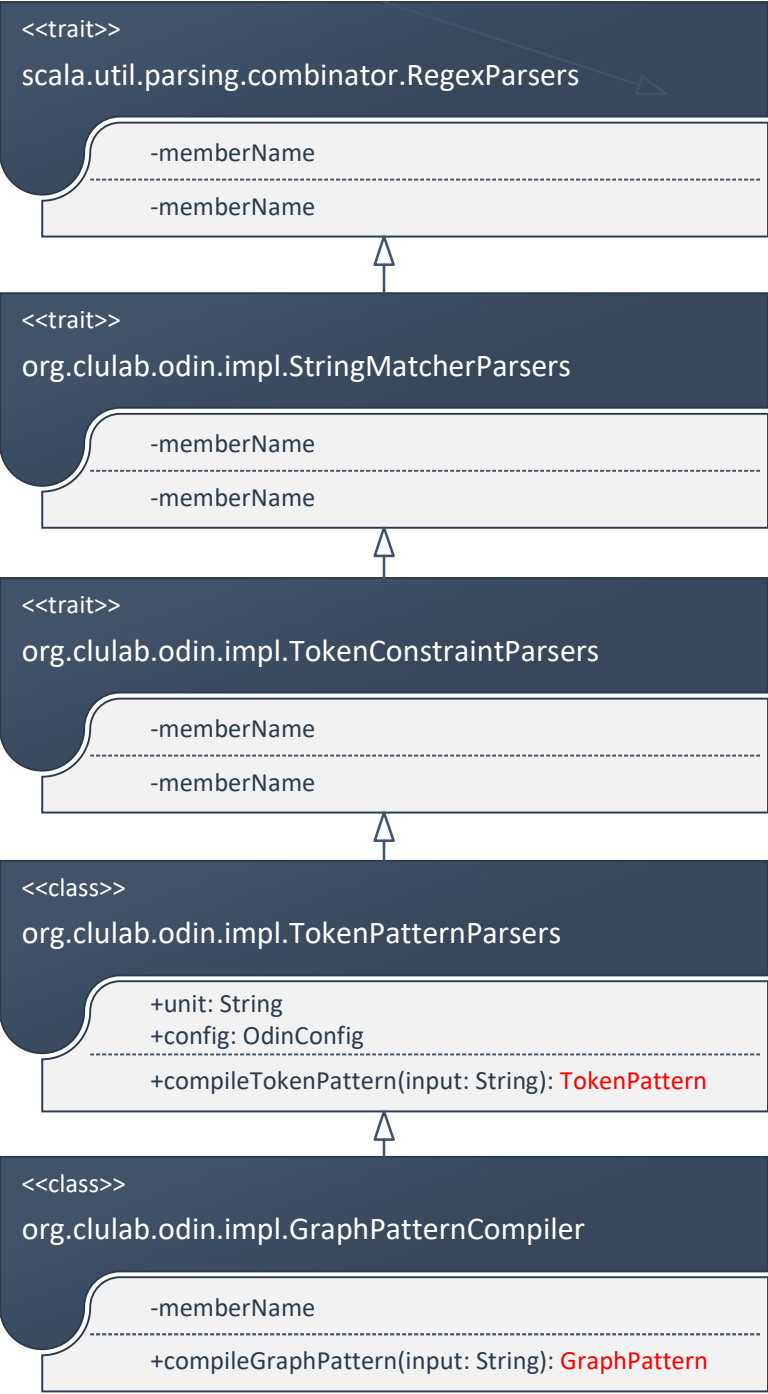 <<trait>>
scala.util.parsing.combinator.RegexParsers
-memberName
-memberName
<<trait>>
org.clulab.odin.impl.StringMatcherParsers
-memberName
-memberName
<<trait>>
org.clulab.odin.impl.TokenConstraintParsers
-memberName
-memberName
<<class>>
org.clulab.odin.impl.TokenPatternParsers
+unit: String
+config: OdinConfig
+compileTokenPattern(input: String): TokenPattern
<<class>>
org.clulab.odin.impl.GraphPatternCompiler
-memberName
+compileGraphPattern(input: String): GraphPattern